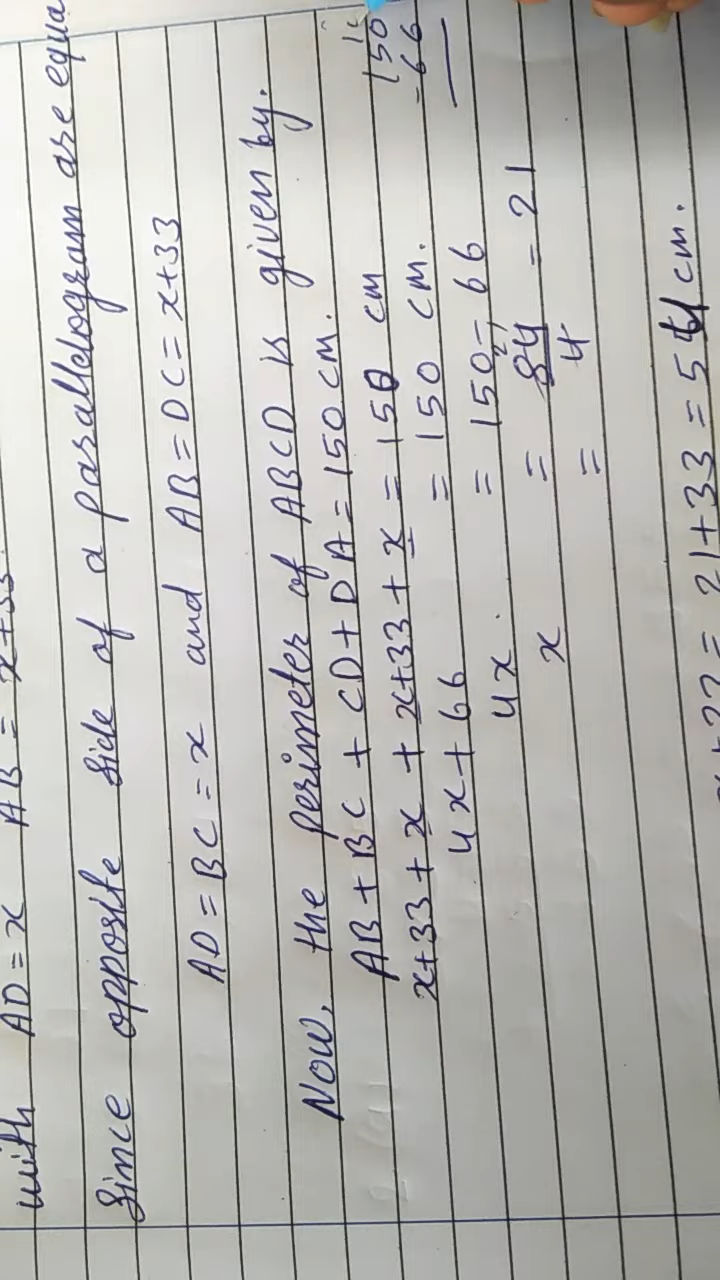 with AD = x AB = x+33.
Since opposite side of a parallelogram are equa
AD = BC = x and AB = DC = x+33
Now, the perimeter of ABCD is given by.
AB + BC + CD + DA = 150 cm.
x+33 + x + x+33 + x = 150 cm
4x + 66 = 150 cm.
4x. = 150 - 66
x = 84/4 = 21
=
150
-66
x+33 = 21+33 = 54 cm.